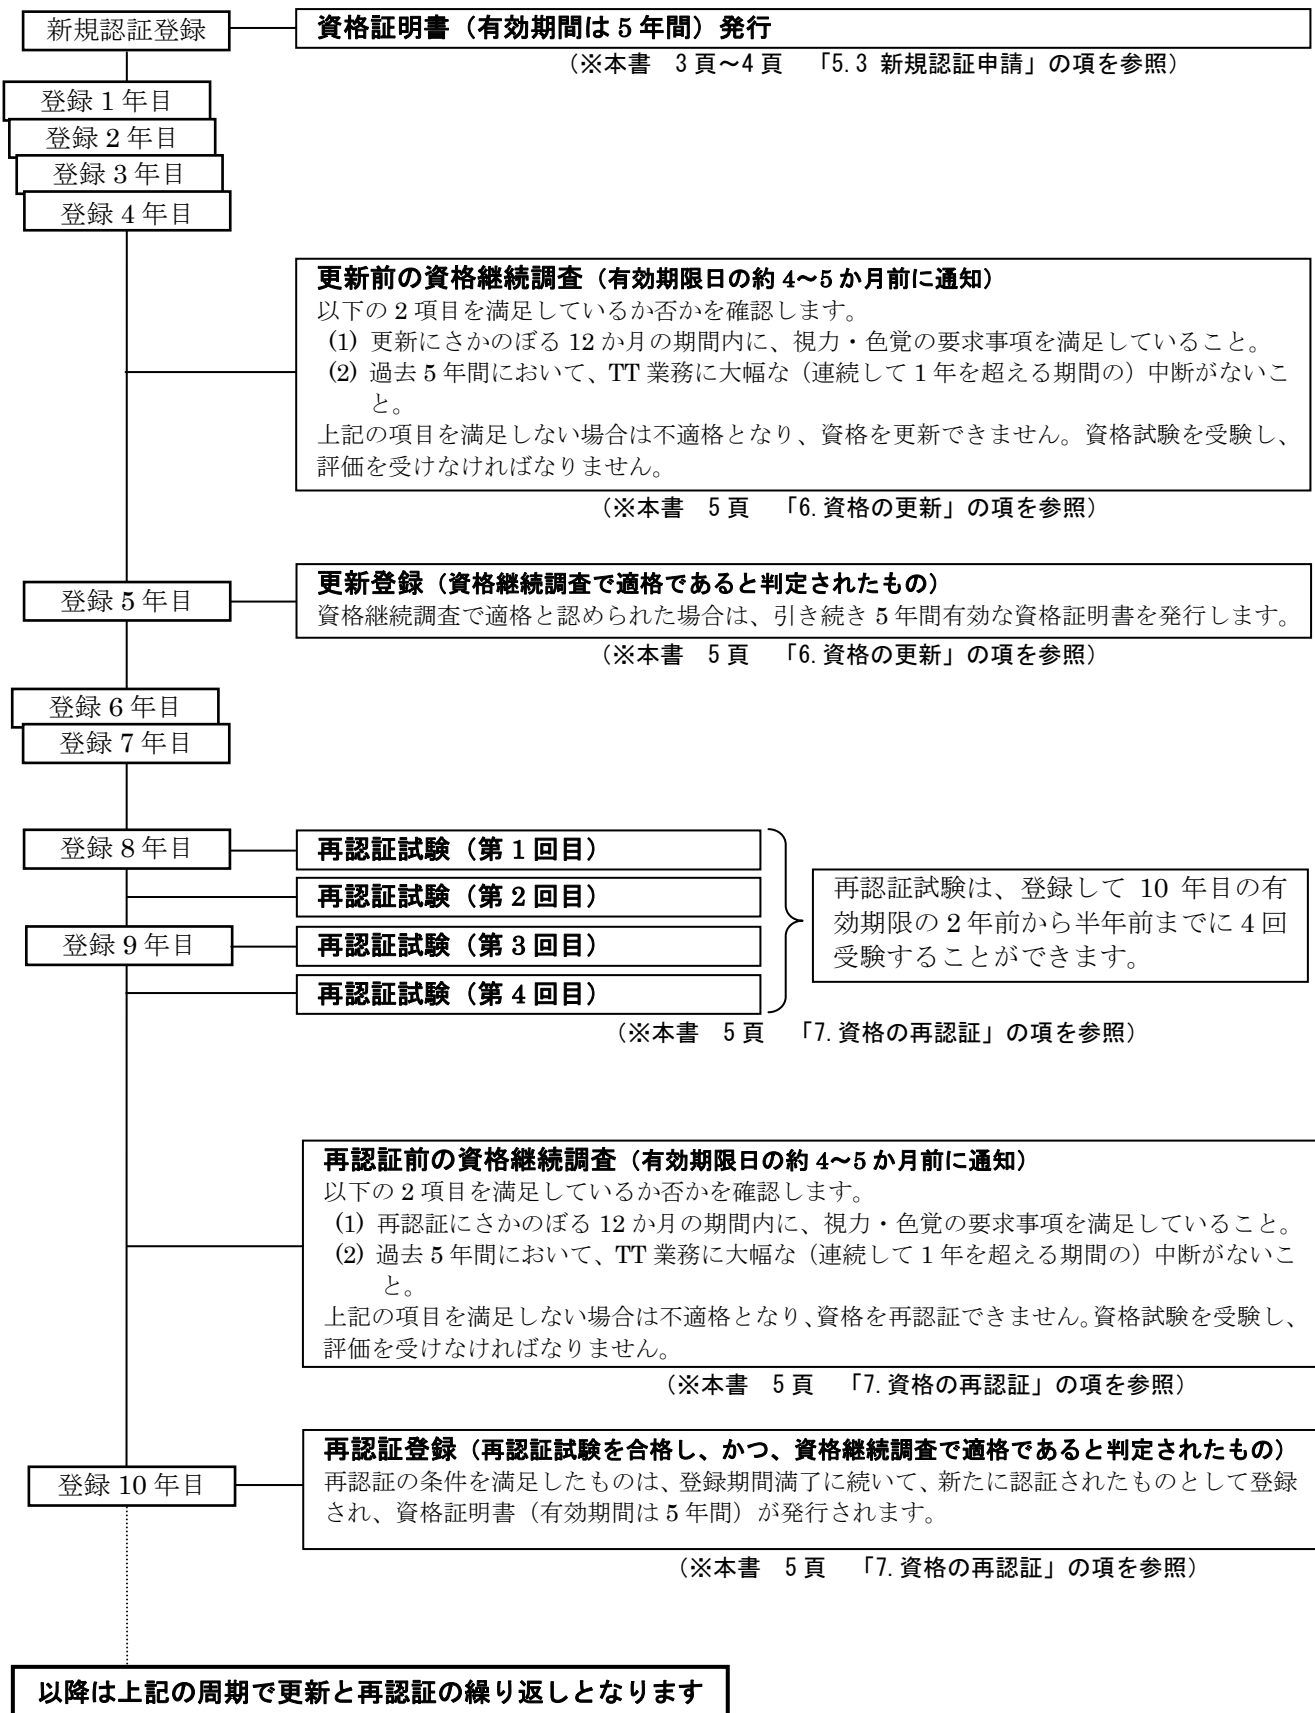 新規認証登録
資格証明書（有効期間は 5 年間）発行
（※本書　3 頁～4 頁　「5.3 新規認証申請」の項を参照）
登録 1 年目
登録 2 年目
登録 3 年目
登録 4 年目
更新前の資格継続調査（有効期限日の約 4～5 か月前に通知）
以下の 2 項目を満足しているか否かを確認します。
(1) 更新にさかのぼる 12 か月の期間内に、視力・色覚の要求事項を満足していること。
(2) 過去 5 年間において、TT 業務に大幅な（連続して 1 年を超える期間の）中断がないこ
と。
上記の項目を満足しない場合は不適格となり、資格を更新できません。資格試験を受験し、
評価を受けなければなりません。
（※本書　5 頁　「6. 資格の更新」の項を参照）
登録 5 年目
更新登録（資格継続調査で適格であると判定されたもの）
資格継続調査で適格と認められた場合は、引き続き 5 年間有効な資格証明書を発行します。
（※本書　5 頁　「6. 資格の更新」の項を参照）
登録 6 年目
登録 7 年目
登録 8 年目
再認証試験（第 1 回目）
再認証試験（第 2 回目）
登録 9 年目
再認証試験（第 3 回目）
再認証試験（第 4 回目）
再認証試験は、登録して 10 年目の有
効期限の 2 年前から半年前までに 4 回
受験することができます。
（※本書　5 頁　「7. 資格の再認証」の項を参照）
再認証前の資格継続調査（有効期限日の約 4～5 か月前に通知）
以下の 2 項目を満足しているか否かを確認します。
(1) 再認証にさかのぼる 12 か月の期間内に、視力・色覚の要求事項を満足していること。
(2) 過去 5 年間において、TT 業務に大幅な（連続して 1 年を超える期間の）中断がないこ
と。
上記の項目を満足しない場合は不適格となり、資格を再認証できません。資格試験を受験し、
評価を受けなければなりません。
（※本書　5 頁　「7. 資格の再認証」の項を参照）
登録 10 年目
再認証登録（再認証試験を合格し、かつ、資格継続調査で適格であると判定されたもの）
再認証の条件を満足したものは、登録期間満了に続いて、新たに認証されたものとして登録
され、資格証明書（有効期間は 5 年間）が発行されます。
（※本書　5 頁　「7. 資格の再認証」の項を参照）
以降は上記の周期で更新と再認証の繰り返しとなります